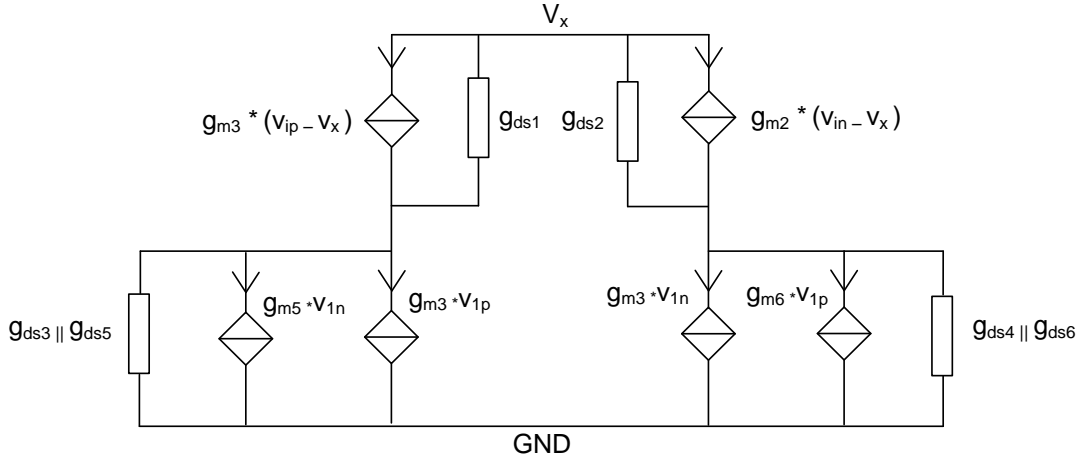 Vx
gm3 * (vip – vx)
gds1
gds2
gm2 * (vin – vx)
gds3 || gds5
gm5 *v1n
gm3 *v1p
gm3 *v1n
gm6 *v1p
gds4 || gds6
GND